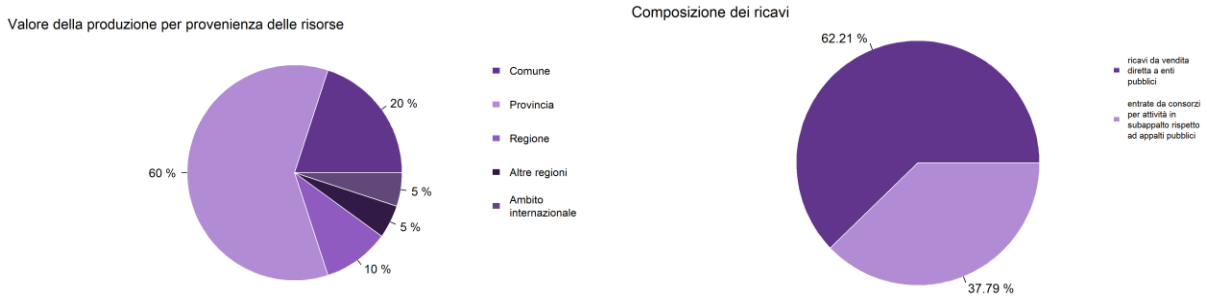 Valore della produzione per provenienza delle risorse
20 %
60 %
5 %
5 %
10 %
Comune
Provincia
Regione
Altre regioni
Ambito
internazionale
Composizione dei ricavi
62.21 %
37.79 %
ricavi da vendita
diretta a enti
pubblici
entrate da consorzi
per attività in
subappalto rispetto
ad appalti pubblici